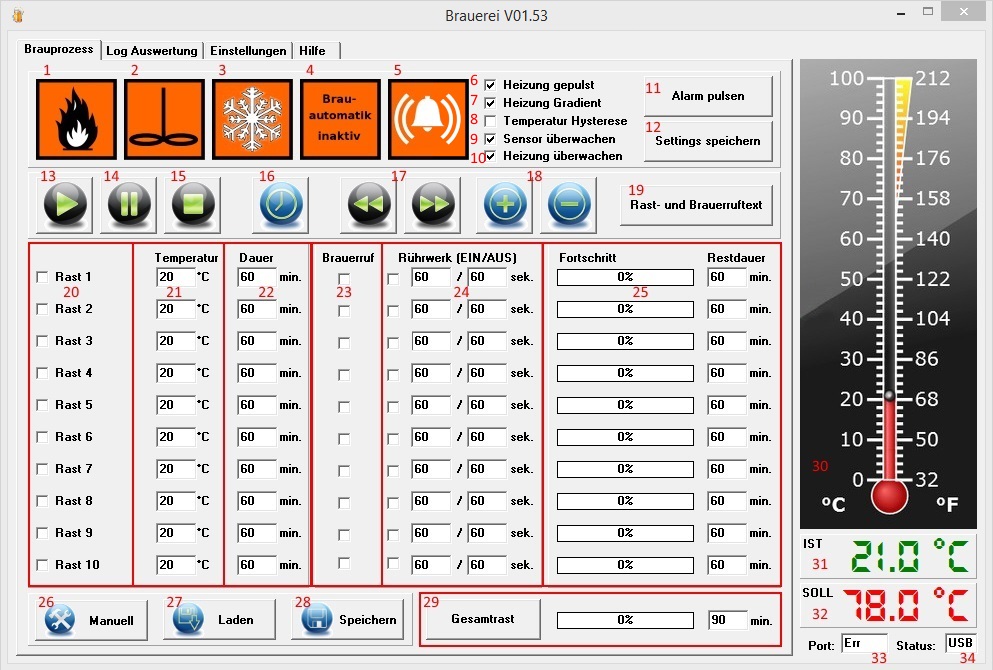 Brauerei V01.53
Brauprozess Log Auswertung Einstellungen Hilfe
1 2 3 4 5
Brau-
automatik
inaktiv
6 Heizung gepulst
7 Heizung Gradient
8 Temperatur Hysterese
9 Sensor überwachen
10 Heizung überwachen
11 Alarm pulsen
12 Settings speichern
13 14 15 16 17 18
19 Rast- und Brauerruftext
Temperatur Dauer Brauerruf Rührwerk (EIN/AUS) Fortschritt Restdauer
Rast 1 20 °C 60 min. 60 / 60 sek. 0% 60 min.
20 21 22 23 24 25
Rast 2 20 °C 60 min. 60 / 60 sek. 0% 60 min.
Rast 3 20 °C 60 min. 60 / 60 sek. 0% 60 min.
Rast 4 20 °C 60 min. 60 / 60 sek. 0% 60 min.
Rast 5 20 °C 60 min. 60 / 60 sek. 0% 60 min.
Rast 6 20 °C 60 min. 60 / 60 sek. 0% 60 min.
Rast 7 20 °C 60 min. 60 / 60 sek. 0% 60 min.
Rast 8 20 °C 60 min. 60 / 60 sek. 0% 60 min.
Rast 9 20 °C 60 min. 60 / 60 sek. 0% 60 min.
Rast 10 20 °C 60 min. 60 / 60 sek. 0% 60 min.
26 Manuell
27 Laden
28 Speichern
29 Gesamtrast 0% 90 min.
100 212
90 194
80 176
70 158
60 140
50 122
40 104
30 86
20 68
10 50
30
0 32
°C °F
IST 21.0 °C
31
SOLL 78.0 °C
32
Port: Err Status: USB
33 34